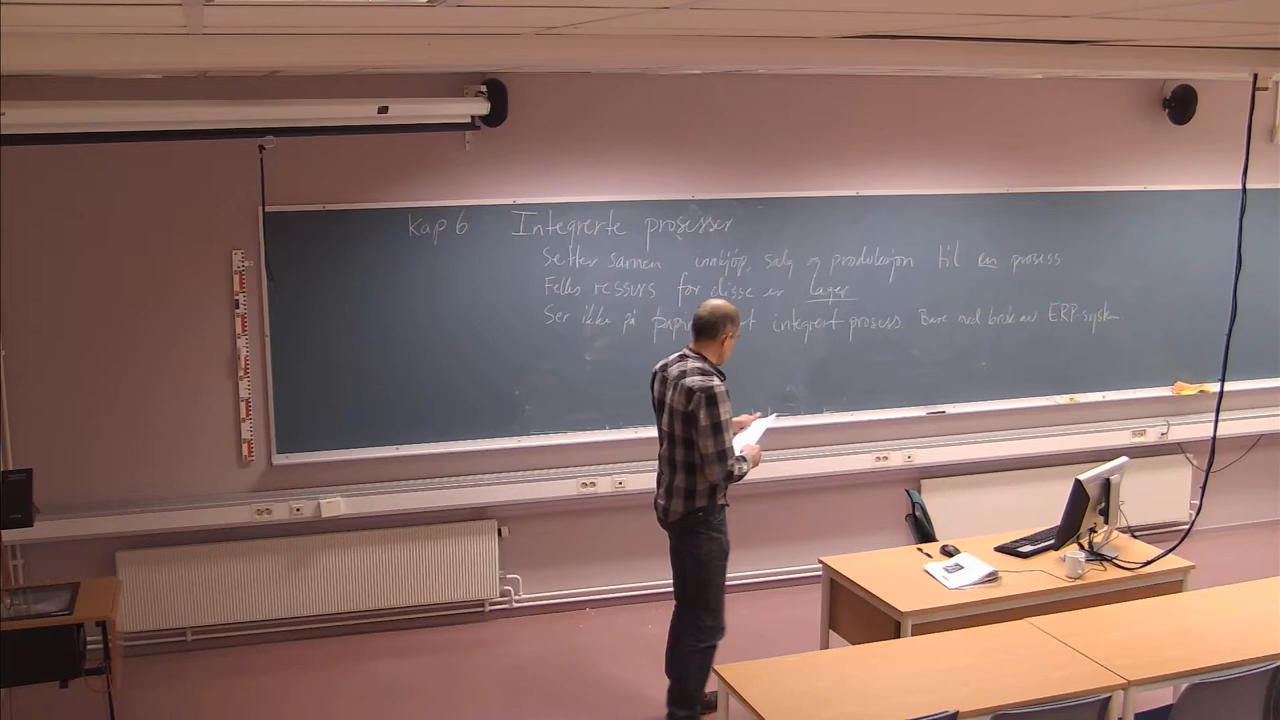 Kap 6 Integrerte prosesser
Setter sammen innkjøp, salg og produksjon til en prosess
Felles ressurs for disse er lager
Ser ikke på integrert prosess. Bare med bruk av ERP-system.